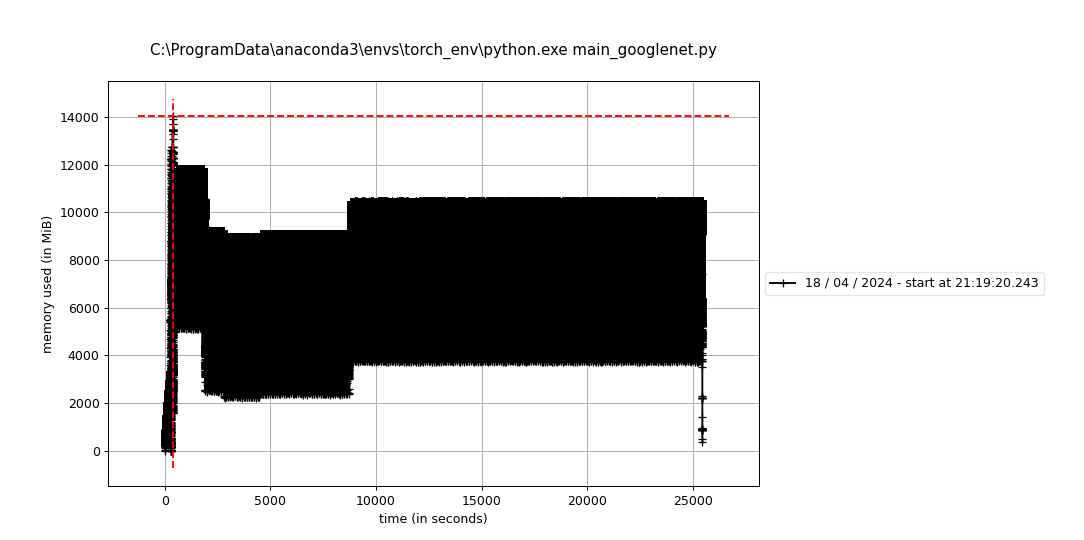 C:\ProgramData\anaconda3\envs\torch_env\python.exe main_googlenet.py
14000
12000
10000
8000
6000
4000
2000
0
memory used (in MiB)
0 5000 10000 15000 20000 25000
time (in seconds)
18 / 04 / 2024 - start at 21:19:20.243